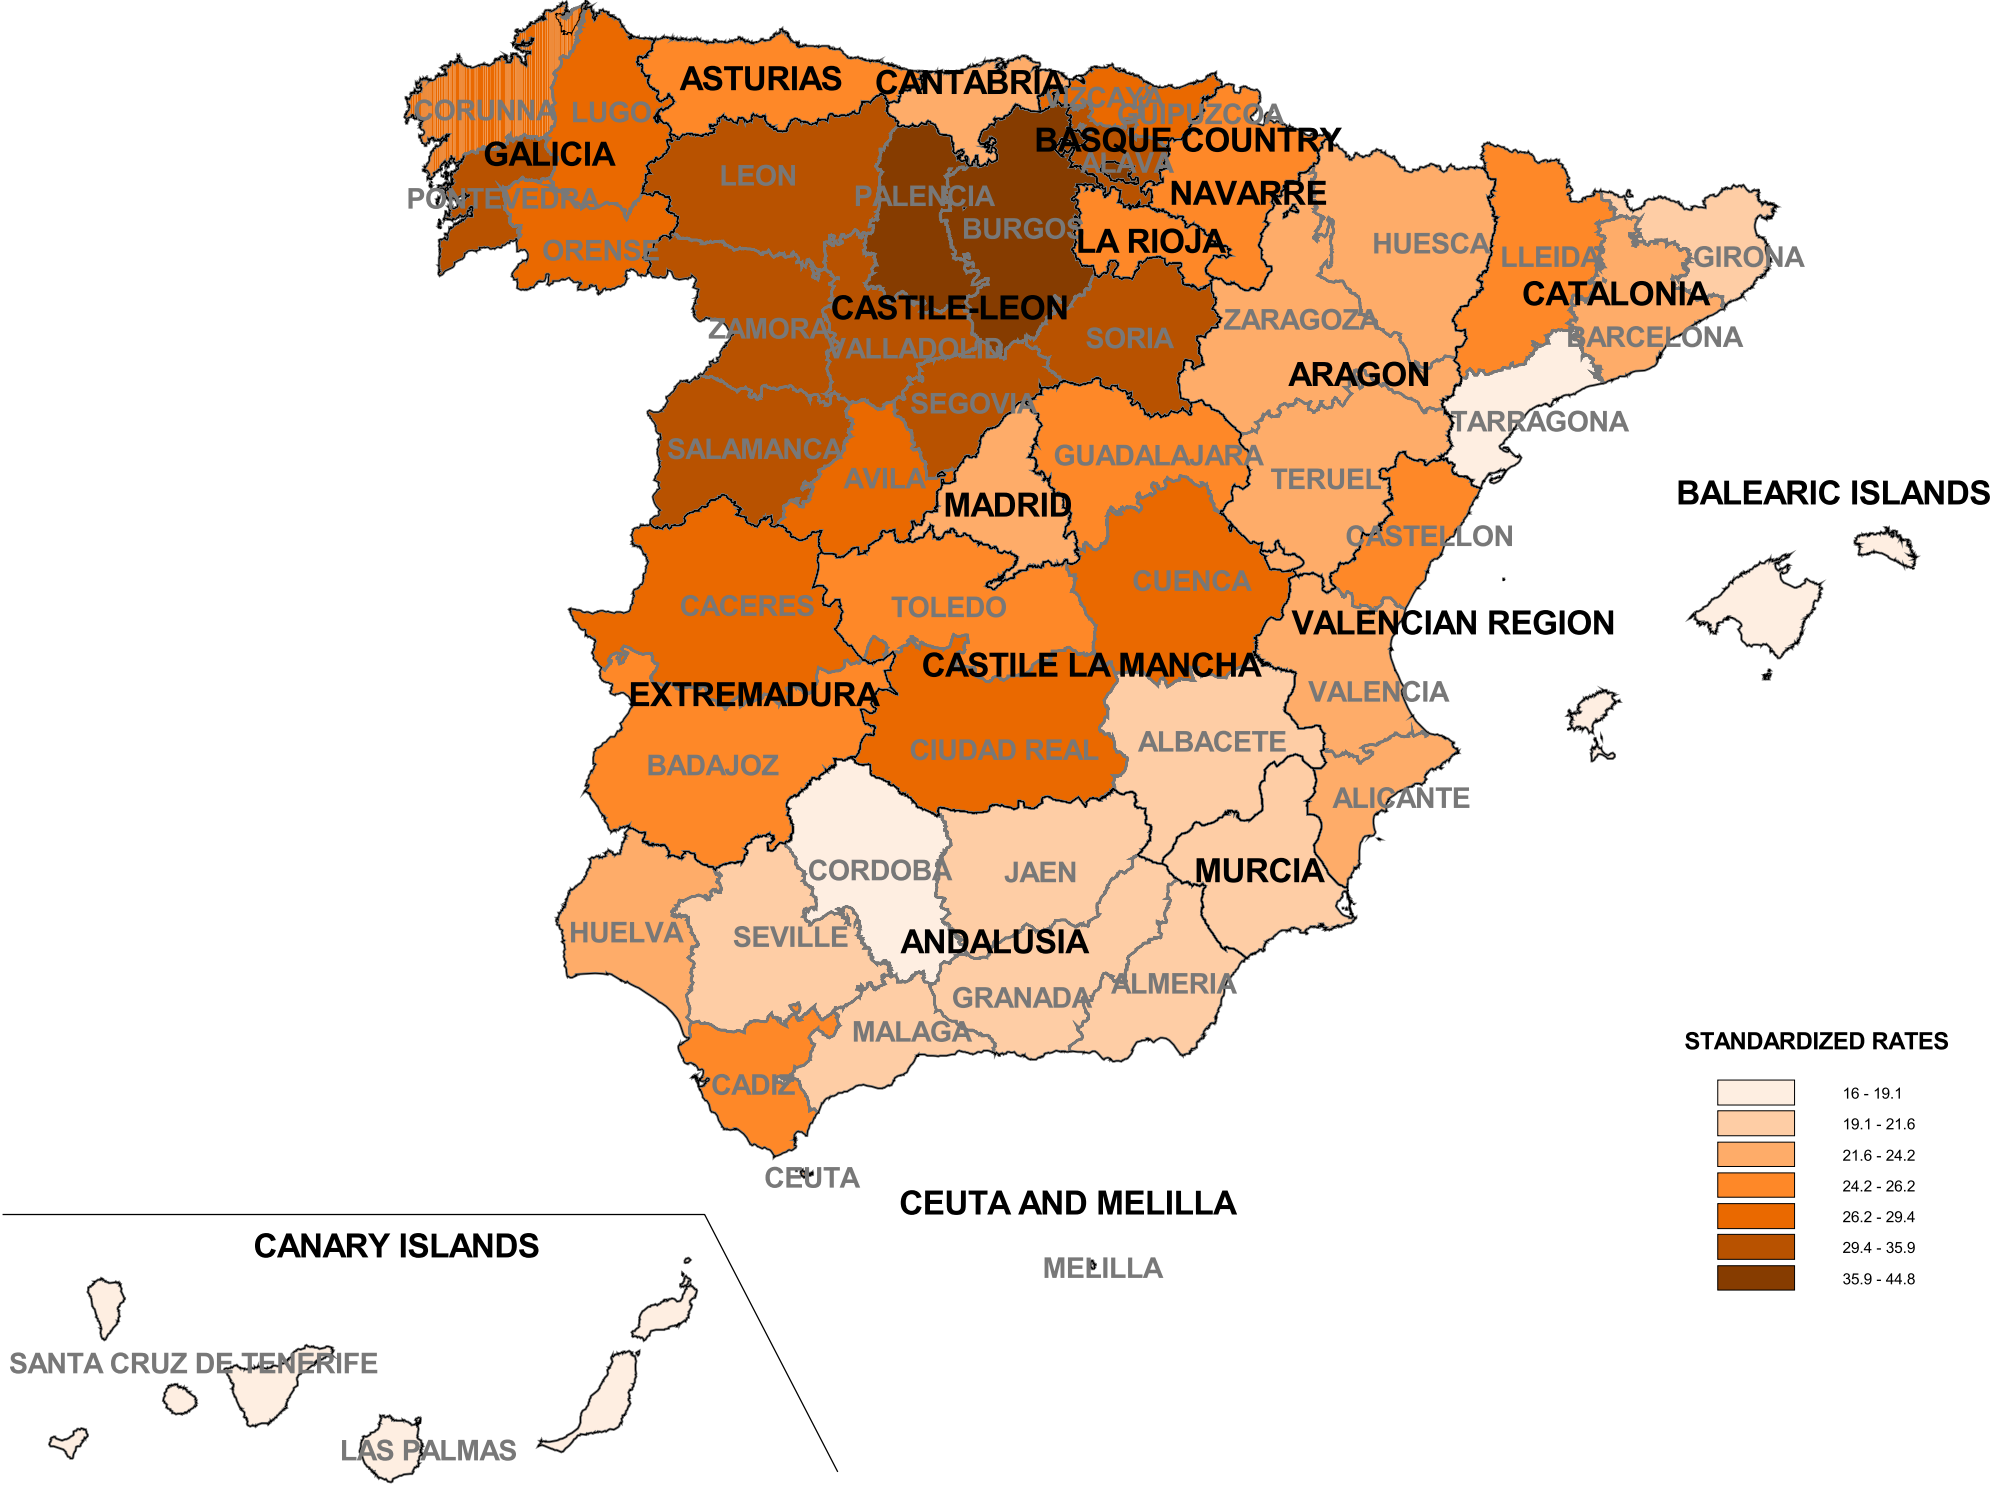 ASTURIAS
CANTABRIA
CORUNNA
LUGO
VIZCAYA
GUIPUZCOA
GALICIA
BASQUE COUNTRY
LEON
ALAVA
PONTEVEDRA
PALENCIA
NAVARRE
BURGOS
LA RIOJA
ORENSE
HUESCA
LLEIDA
GIRONA
CATALONIA
CASTILE-LEON
ZAMORA
ZARAGOZA
VALLADOLID
SORIA
BARCELONA
ARAGON
SEGOVIA
TARRAGONA
SALAMANCA
GUADALAJARA
AVILA
TERUEL
BALEARIC ISLANDS
MADRID
CASTELLON
CUENCA
CACERES
TOLEDO
VALENCIAN REGION
CASTILE LA MANCHA
EXTREMADURA
VALENCIA
ALBACETE
CIUDAD REAL
BADAJOZ
ALICANTE
CORDOBA
JAEN
MURCIA
HUELVA
SEVILLE
ANDALUSIA
ALMERIA
GRANADA
MALAGA
CADIZ
CEUTA
CEUTA AND MELILLA
MELILLA
CANARY ISLANDS
SANTA CRUZ DE TENERIFE
LAS PALMAS
STANDARDIZED RATES
16 - 19.1
19.1 - 21.6
21.6 - 24.2
24.2 - 26.2
26.2 - 29.4
29.4 - 35.9
35.9 - 44.8